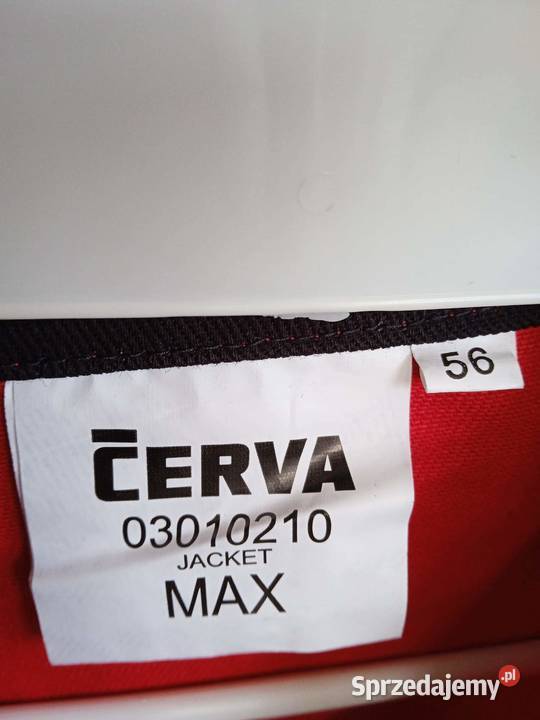 56
ČERVA
03010210
JACKET
MAX
Sprzedajemy.pl